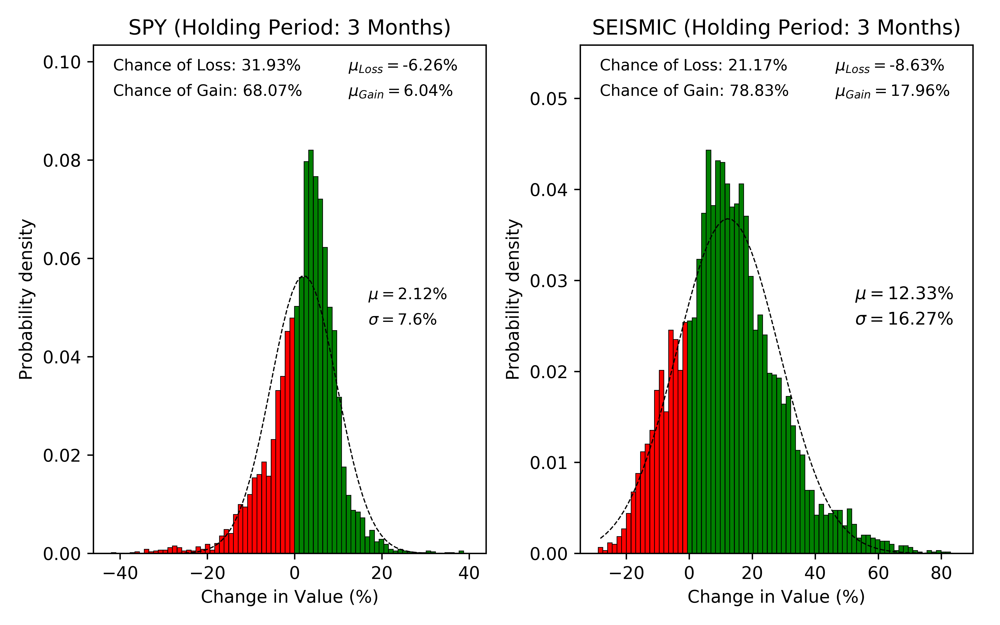 SPY (Holding Period: 3 Months)
Chance of Loss: 31.93%
μLoss = -6.26%
Chance of Gain: 68.07%
μGain = 6.04%
μ = 2.12%
σ = 7.6%
Probability density
0.10
0.08
0.06
0.04
0.02
0.00
−40 −20 0 20 40
Change in Value (%)
SEISMIC (Holding Period: 3 Months)
Chance of Loss: 21.17%
μLoss = -8.63%
Chance of Gain: 78.83%
μGain = 17.96%
μ = 12.33%
σ = 16.27%
Probability density
0.05
0.04
0.03
0.02
0.01
0.00
−20 0 20 40 60 80
Change in Value (%)